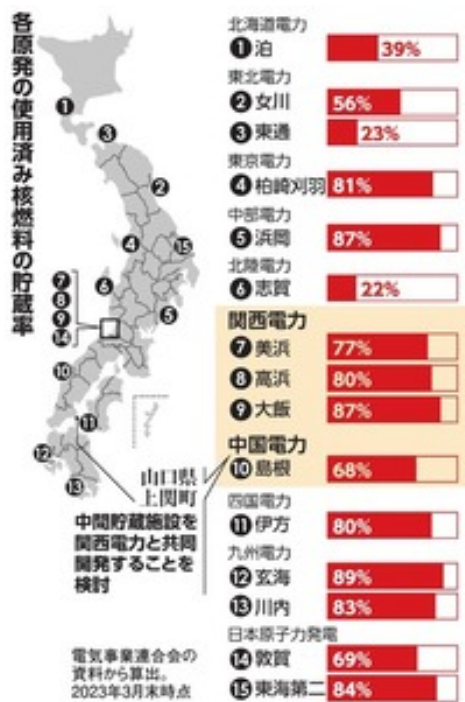 各原発の使用済み核燃料の貯蔵率
北海道電力
❶泊 39%
東北電力
❷女川 56%
❸東通 23%
東京電力
❹柏崎刈羽 81%
中部電力
❺浜岡 87%
北陸電力
❻志賀 22%
関西電力
❼美浜 77%
❽高浜 80%
❾大飯 87%
中国電力
❿島根 68%
四国電力
⓫伊方 80%
九州電力
⓬玄海 89%
⓭川内 83%
日本原子力発電
⓮敦賀 69%
⓯東海第二 84%
❶
❸
❷
❹
⓯
❻
❼
❽
❾
⓮
❺
❿
⓫
⓬
⓭
山口県
上関町
中間貯蔵施設を
関西電力と共同
開発することを
検討
電気事業連合会の
資料から算出。
2023年3月末時点